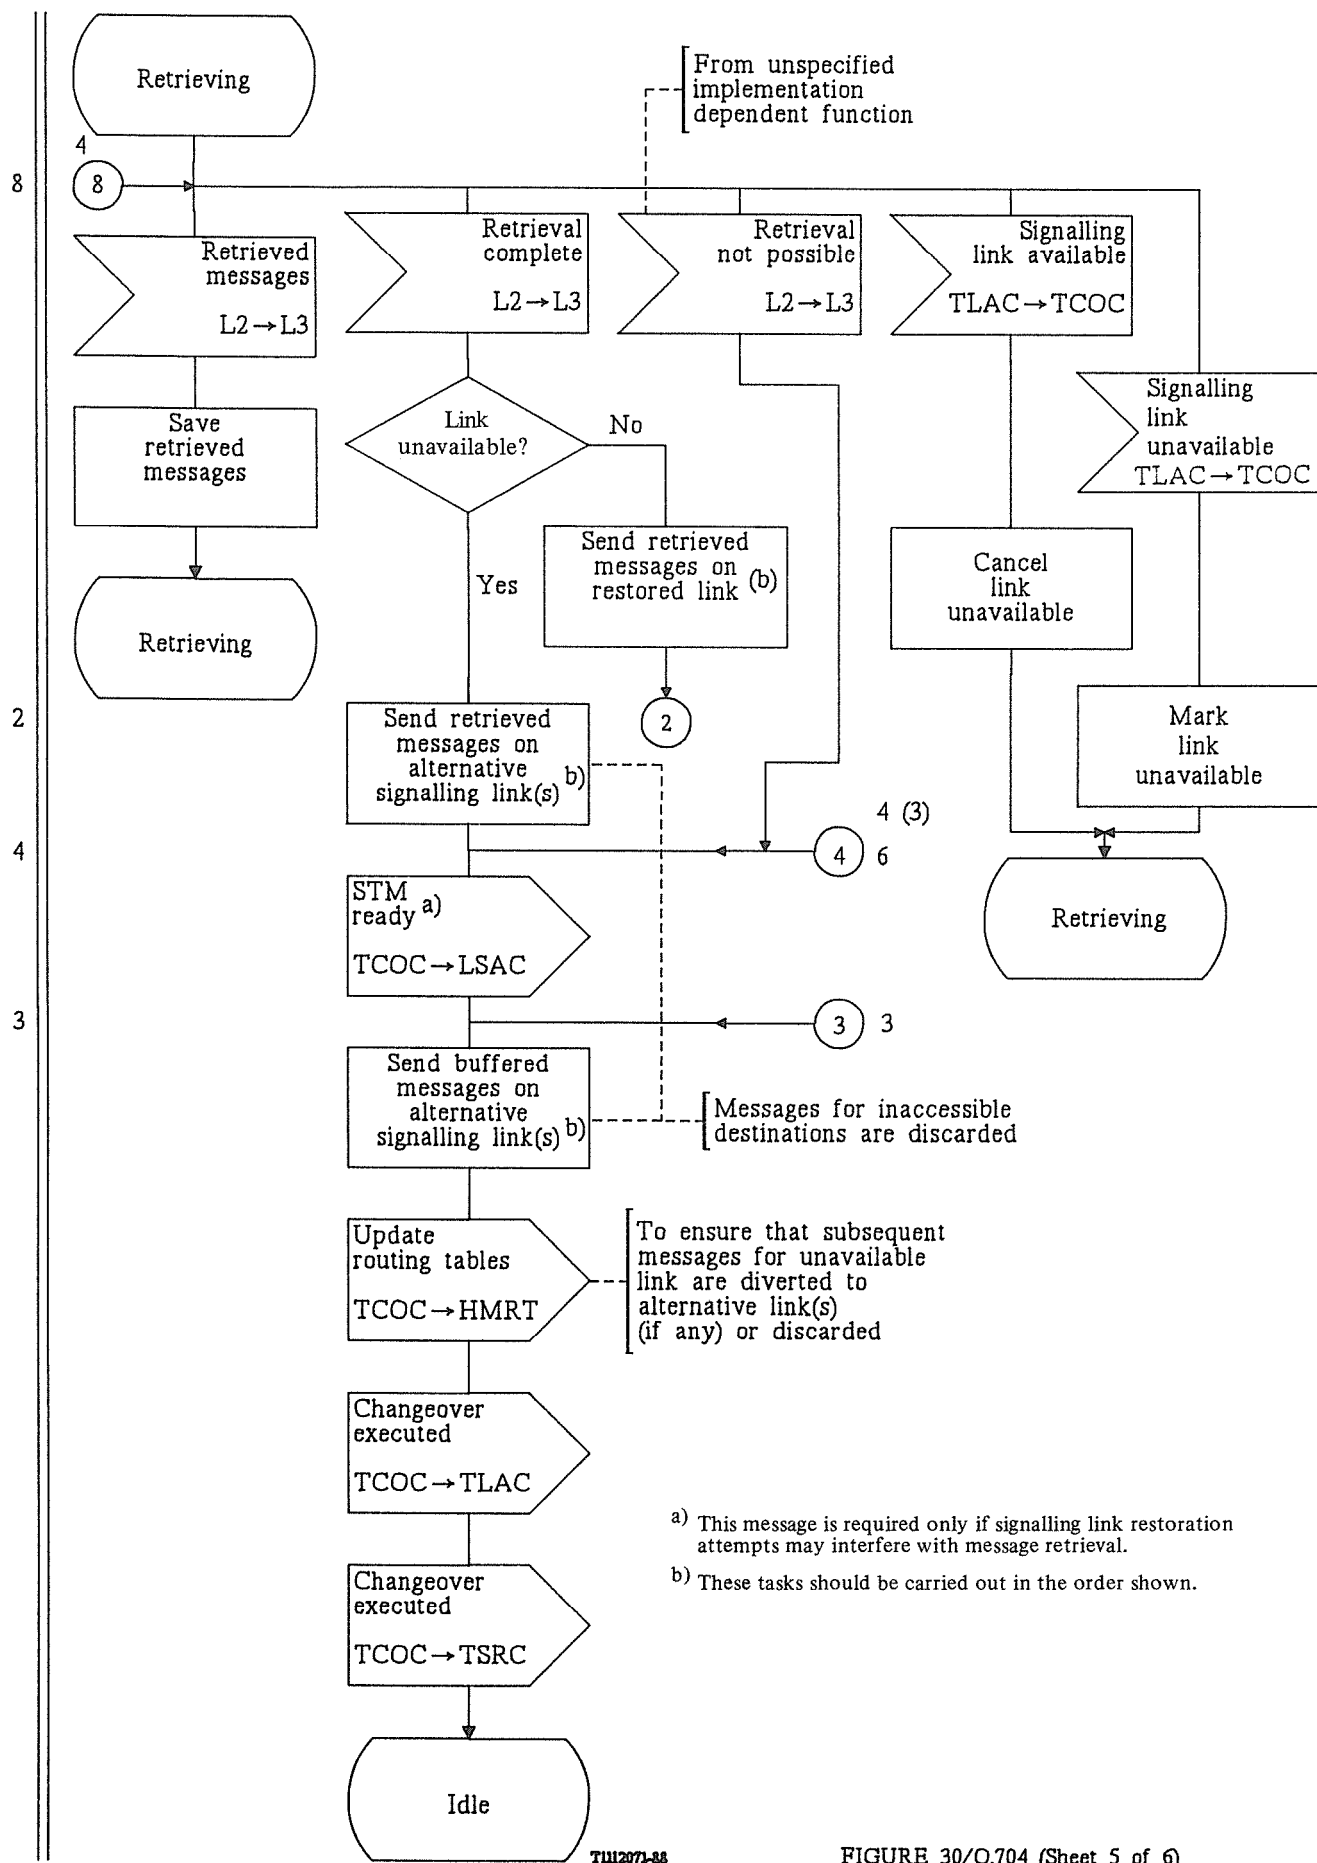 Retrieving
From unspecified
implementation
dependent function
4
8
8
Retrieved
messages
L2→L3
Retrieval
complete
L2→L3
Retrieval
not possible
L2→L3
Signalling
link available
TLAC→TCOC
Signalling
link
unavailable
TLAC→TCOC
Save
retrieved
messages
Link
unavailable?
No
Yes
Send retrieved
messages on
restored link (b)
Cancel
link
unavailable
Retrieving
2
2
Mark
link
unavailable
Send retrieved
messages on
alternative
signalling link(s) b)
4 (3)
4
4
6
STM
ready a)
TCOC→LSAC
Retrieving
3
3
3
Send buffered
messages on
alternative
signalling link(s) b)
Messages for inaccessible
destinations are discarded
Update
routing tables
TCOC→HMRT
To ensure that subsequent
messages for unavailable
link are diverted to
alternative link(s)
(if any) or discarded
Changeover
executed
TCOC→TLAC
a) This message is required only if signalling link restoration
attempts may interfere with message retrieval.
b) These tasks should be carried out in the order shown.
Changeover
executed
TCOC→TSRC
Idle
T1112071-88
FIGURE 30/Q.704 (Sheet 5 of 6)